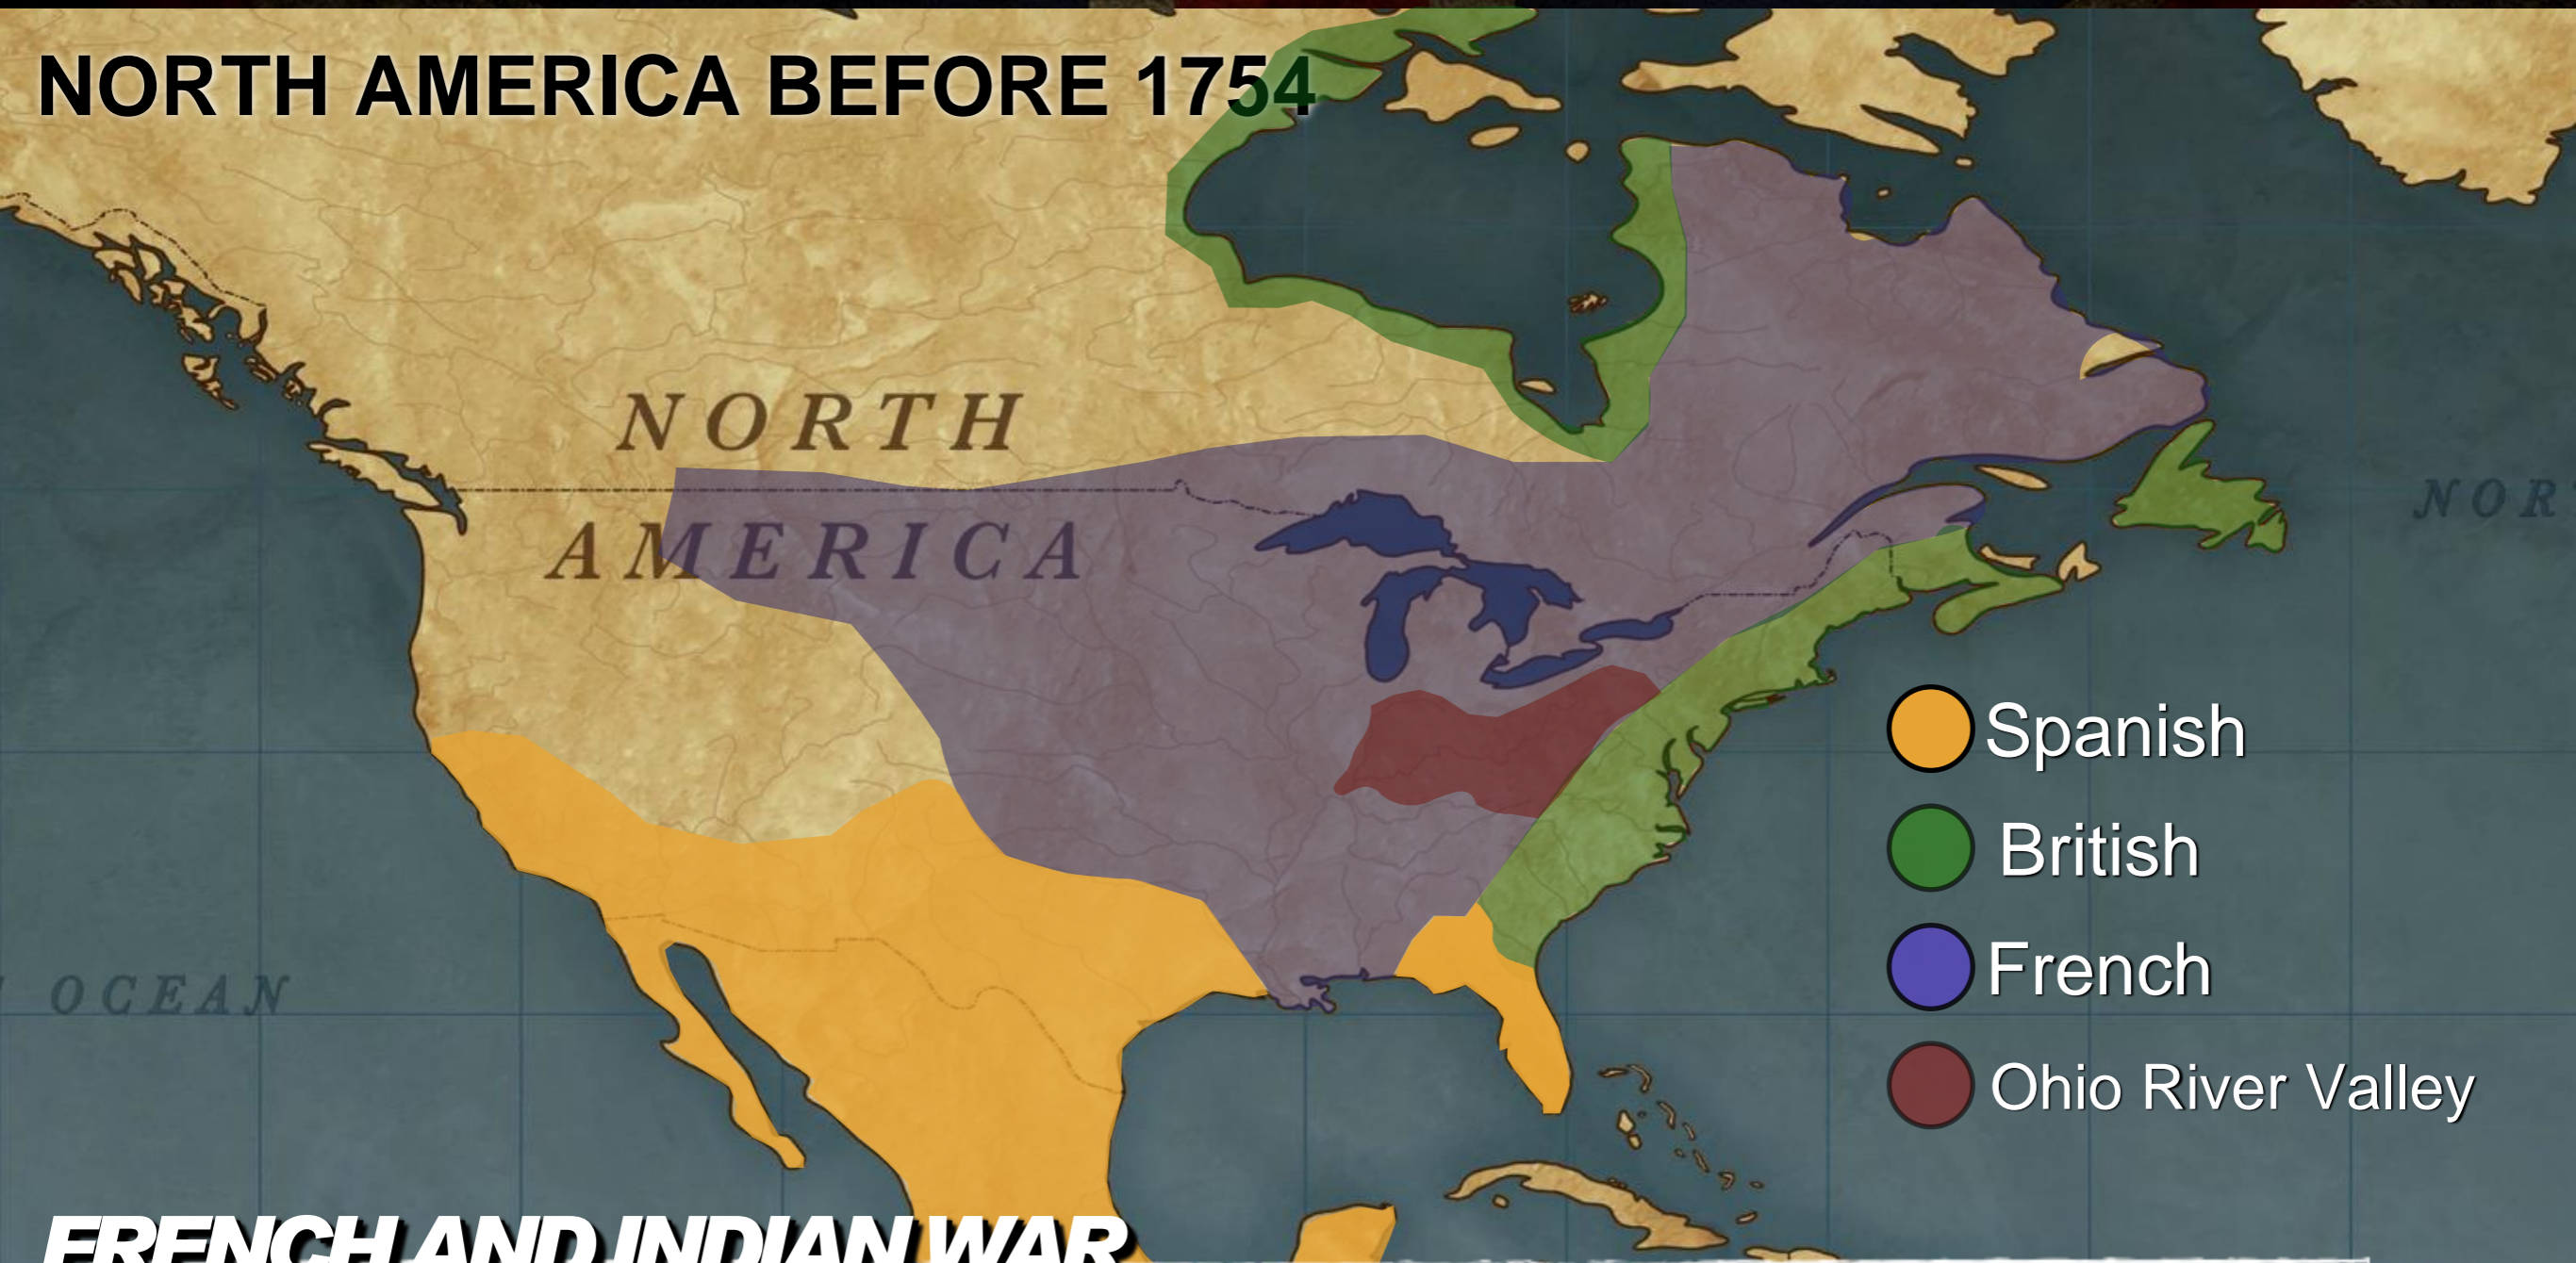 NORTH AMERICA BEFORE 1754
NORTH
AMERICA
NOR
OCEAN
Spanish
British
French
Ohio River Valley
FRENCH AND INDIAN WAR